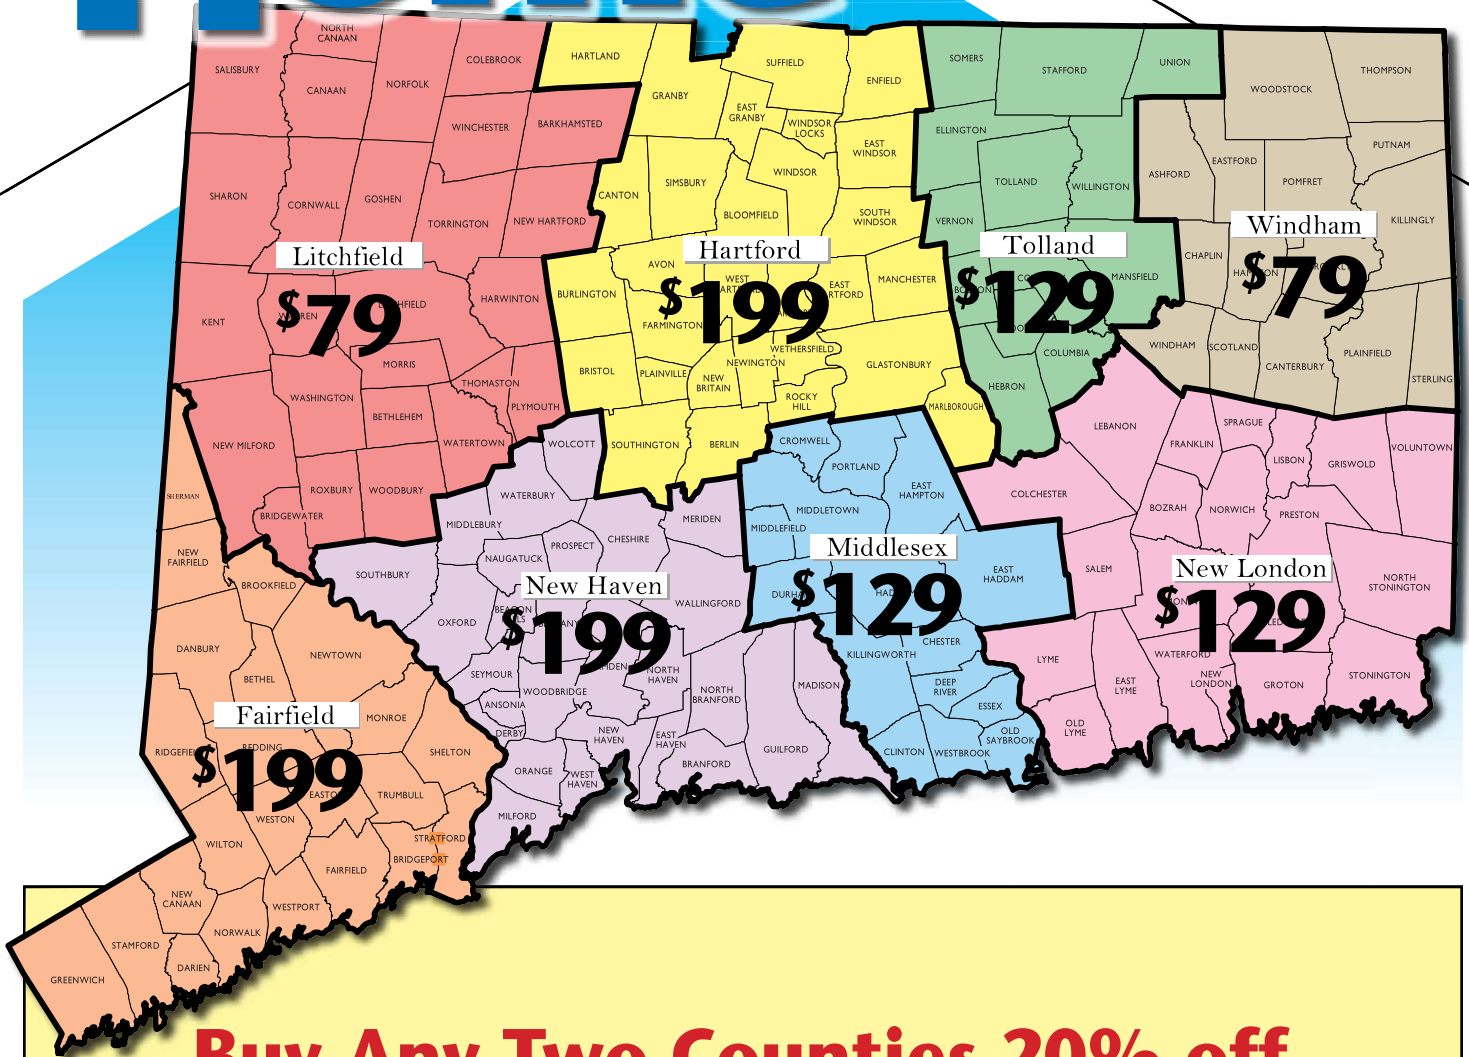 NORTH
CANAAN
SALISBURY
CANAAN
NORFOLK
COLEBROOK
HARTLAND
SUFFIELD
ENFIELD
GRANBY
EAST
GRANBY
WINDSOR
LOCKS
SOMERS
STAFFORD
UNION
WOODSTOCK
THOMPSON
WINCHESTER
BARKHAMSTED
EAST
WINDSOR
ELLINGTON
PUTNAM
SHARON
CORNWALL
GOSHEN
TORRINGTON
NEW HARTFORD
CANTON
SIMSBURY
WINDSOR
BLOOMFIELD
SOUTH
WINDSOR
TOLLAND
WILLINGTON
VERNON
ASHFORD
EASTFORD
POMFRET
KILLINGLY
Litchfield
$79
Hartford
$199
Tolland
$129
Windham
$79
KENT
HARWINTON
BURLINGTON
AVON
WEST
EAST
MANCHESTER
MANSFIELD
CHAPLIN
FARMINGTON
WETHERSFIELD
NEWINGTON
GLASTONBURY
COLUMBIA
WINDHAM
SCOTLAND
CANTERBURY
PLAINFIELD
STERLING
MORRIS
THOMASTON
PLYMOUTH
WASHINGTON
BETHLEHEM
BRISTOL
PLAINVILLE
NEW
BRITAIN
ROCKY
HILL
MARLBOROUGH
HEBRON
NEW MILFORD
WATERTOWN
WOLCOTT
SOUTHINGTON
BERLIN
CROMWELL
PORTLAND
LEBANON
FRANKLIN
SPRAGUE
LISBON
GRISWOLD
VOLUNTOWN
SHERMAN
ROXBURY
WOODBURY
BRIDGEWATER
WATERBURY
MIDDLEBURY
MERIDEN
EAST
HAMPTON
MIDDLETOWN
MIDDLEFIELD
COLCHESTER
BOZRAH
NORWICH
PRESTON
NEW
FAIRFIELD
BROOKFIELD
SOUTHBURY
NAUGATUCK
PROSPECT
CHESHIRE
New Haven
$199
Middlesex
$129
New London
$129
WALLINGFORD
EAST
HADDAM
SALEM
NORTH
STONINGTON
OXFORD
DANBURY
BETHEL
NEWTOWN
SEYMOUR
WOODBRIDGE
NORTH
HAVEN
NORTH
BRANFORD
MADISON
KILLINGWORTH
CHESTER
DEEP
RIVER
ESSEX
LYME
EAST
LYME
WATERFORD
NEW
LONDON
GROTON
STONINGTON
Fairfield
$199
MONROE
SHELTON
ANSONIA
DERBY
NEW
HAVEN
EAST
HAVEN
GUILFORD
BRANFORD
ORANGE
WEST
HAVEN
MILFORD
CLINTON
WESTBROOK
OLD
SAYBROOK
OLD
LYME
REDDING
TRUMBULL
WESTON
WILTON
STRATFORD
BRIDGEPORT
FAIRFIELD
NEW
CANAAN
WESTPORT
NORWALK
STAMFORD
DARIEN
GREENWICH
Buy Any Two Counties 20% off